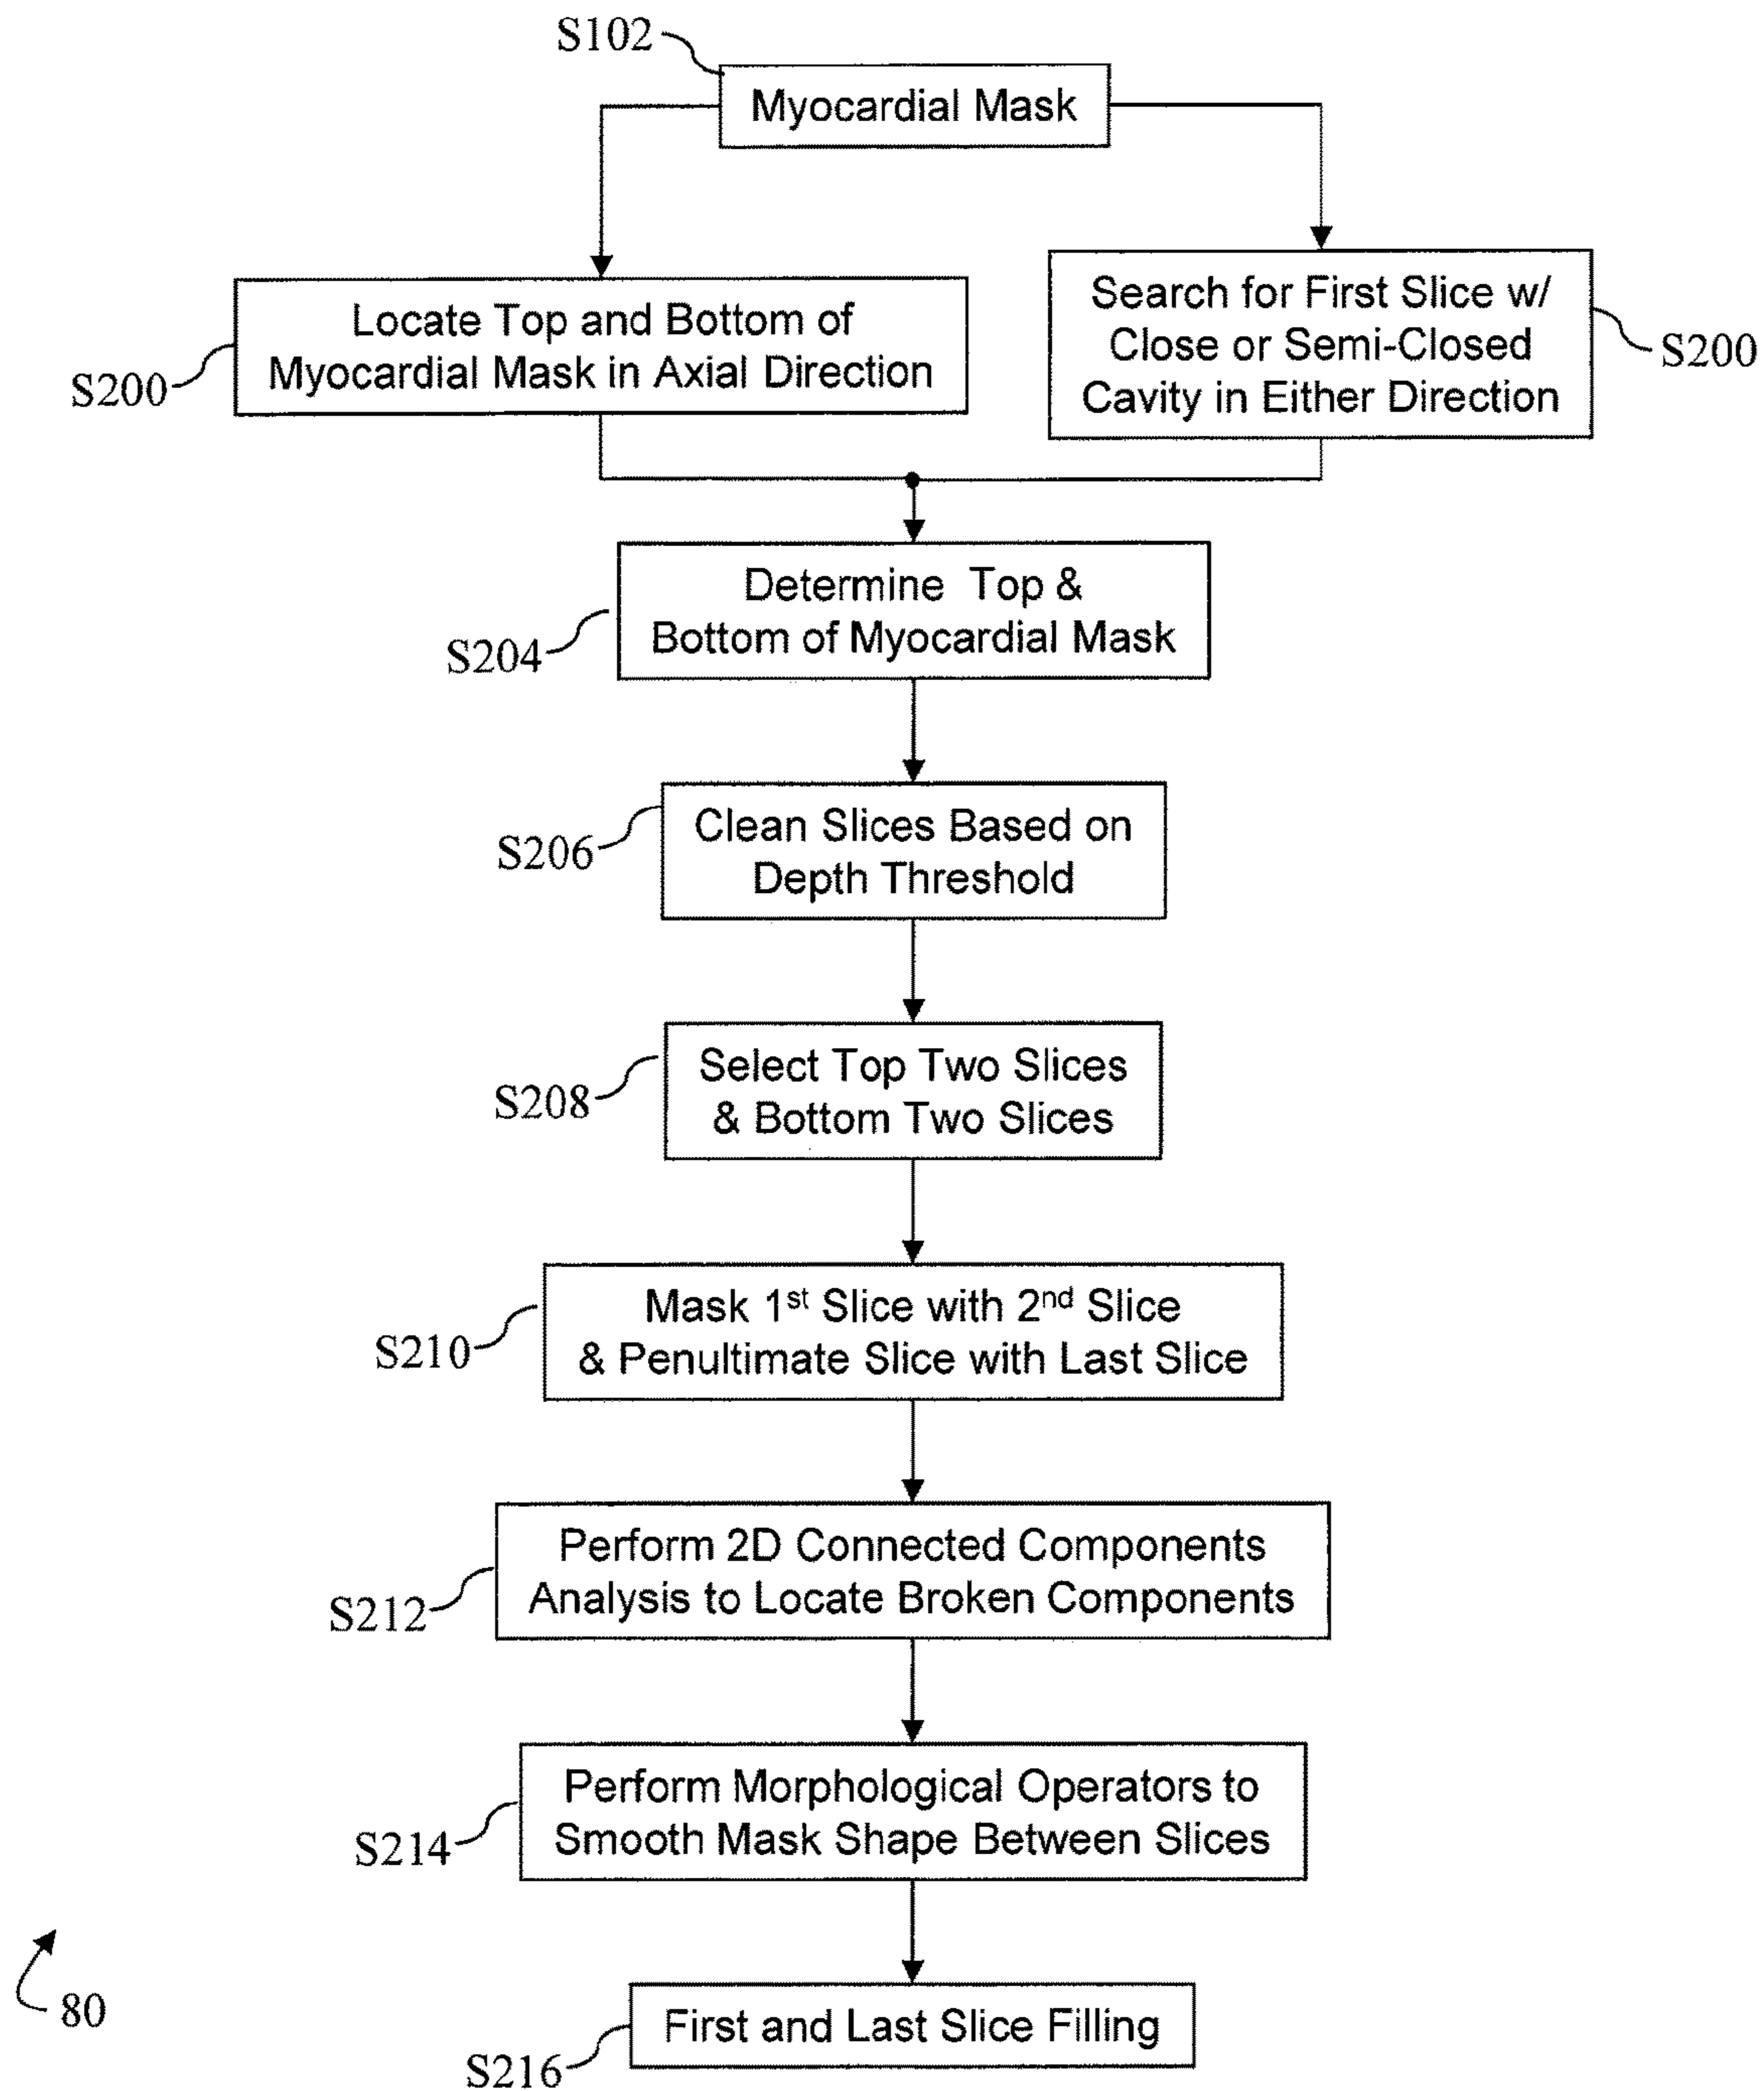 S102
Myocardial Mask
Locate Top and Bottom of
Myocardial Mask in Axial Direction
S200
Search for First Slice w/
Close or Semi-Closed
Cavity in Either Direction
S200
Determine Top &
Bottom of Myocardial Mask
S204
Clean Slices Based on
Depth Threshold
S206
Select Top Two Slices
& Bottom Two Slices
S208
Mask 1st Slice with 2nd Slice
& Penultimate Slice with Last Slice
S210
Perform 2D Connected Components
Analysis to Locate Broken Components
S212
Perform Morphological Operators to
Smooth Mask Shape Between Slices
S214
First and Last Slice Filling
S216
80